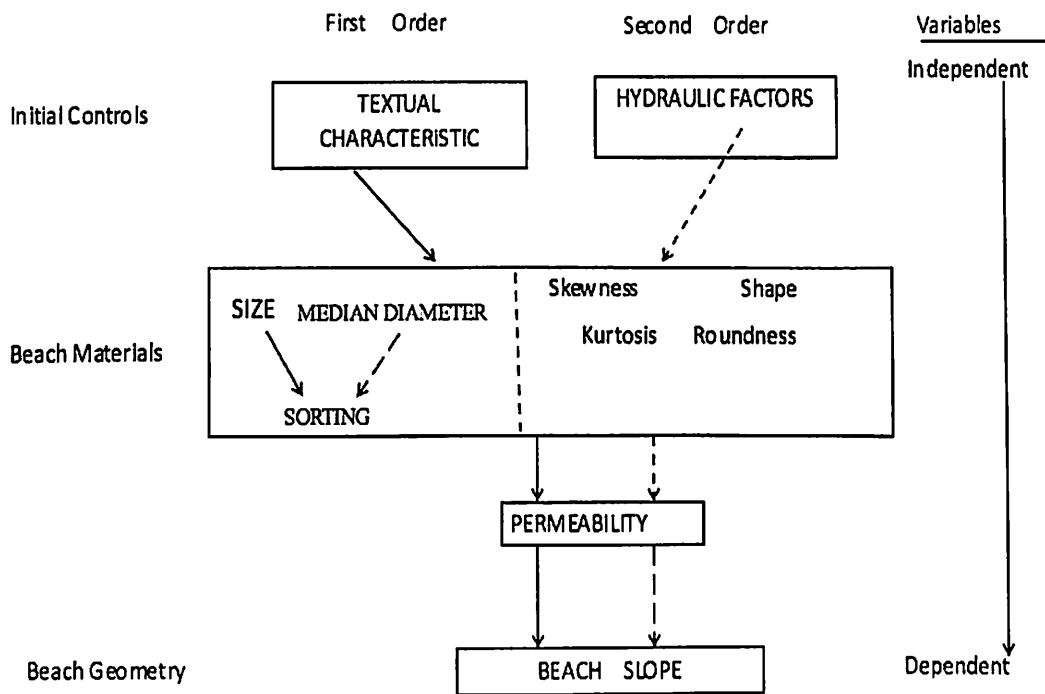 First Order
Second Order
Variables
Independent
Initial Controls
TEXTUAL
CHARACTERISTIC
HYDRAULIC FACTORS
Skewness
Shape
SIZE
MEDIAN DIAMETER
Kurtosis
Roundness
Beach Materials
SORTING
PERMEABILITY
Beach Geometry
BEACH SLOPE
Dependent